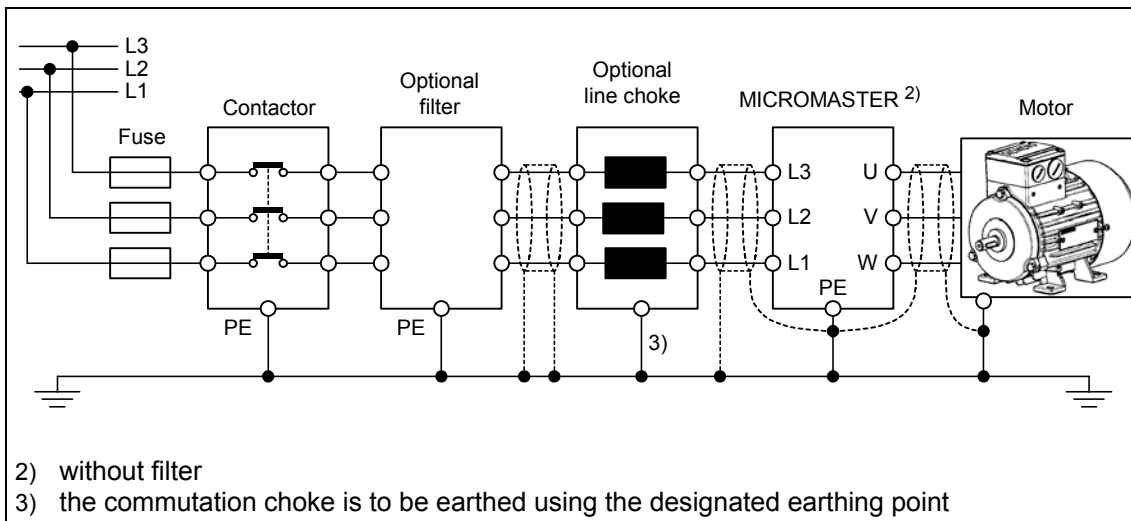 L3
L2
L1
Fuse
Contactor
Optional
filter
Optional
line choke
MICROMASTER 2)
Motor
L3
U
L2
V
L1
W
PE
PE
PE
3)
2) without filter
3) the commutation choke is to be earthed using the designated earthing point